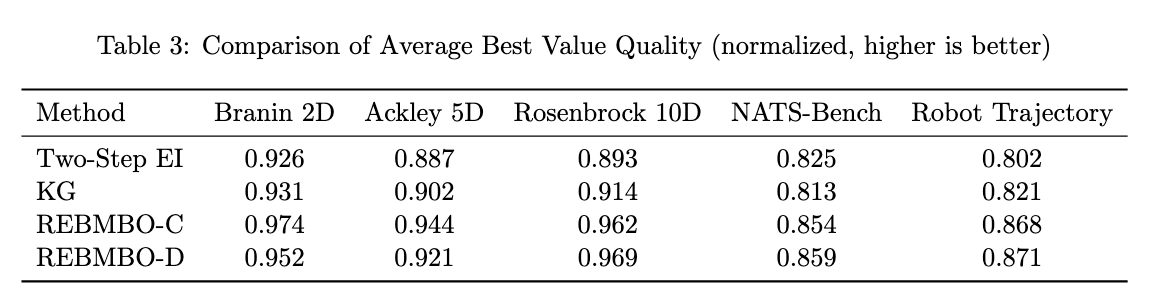 Table 3: Comparison of Average Best Value Quality (normalized, higher is better)
Method Branin 2D Ackley 5D Rosenbrock 10D NATS-Bench Robot Trajectory
Two-Step EI 0.926 0.887 0.893 0.825 0.802
KG 0.931 0.902 0.914 0.813 0.821
REBMBO-C 0.974 0.944 0.962 0.854 0.868
REBMBO-D 0.952 0.921 0.969 0.859 0.871